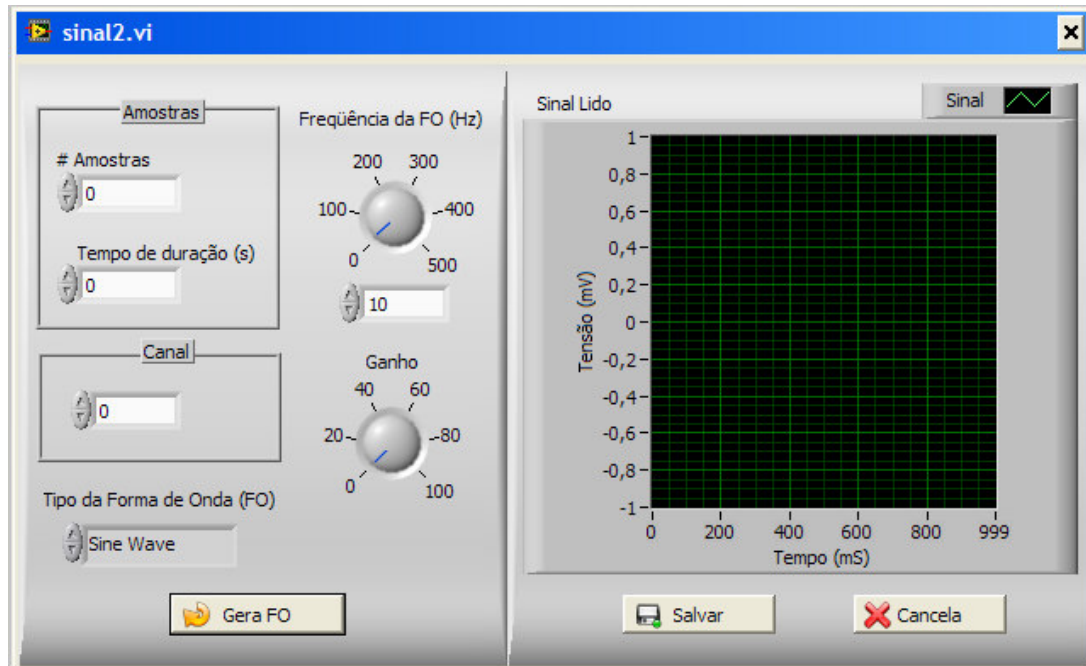 sinal2.vi
Amostras
# Amostras
0
Tempo de duração (s)
0
Canal
0
Tipo da Forma de Onda (FO)
Sine Wave
Gera FO
Freqüência da FO (Hz)
200 300
100 400
0 500
10
Ganho
40 60
20 80
0 100
Sinal Lido
Sinal
1
0,8
0,6
0,4
0,2
0
-0,2
-0,4
-0,6
-0,8
-1
Tensão (mV)
0 200 400 600 800 999
Tempo (mS)
Salvar
Cancela